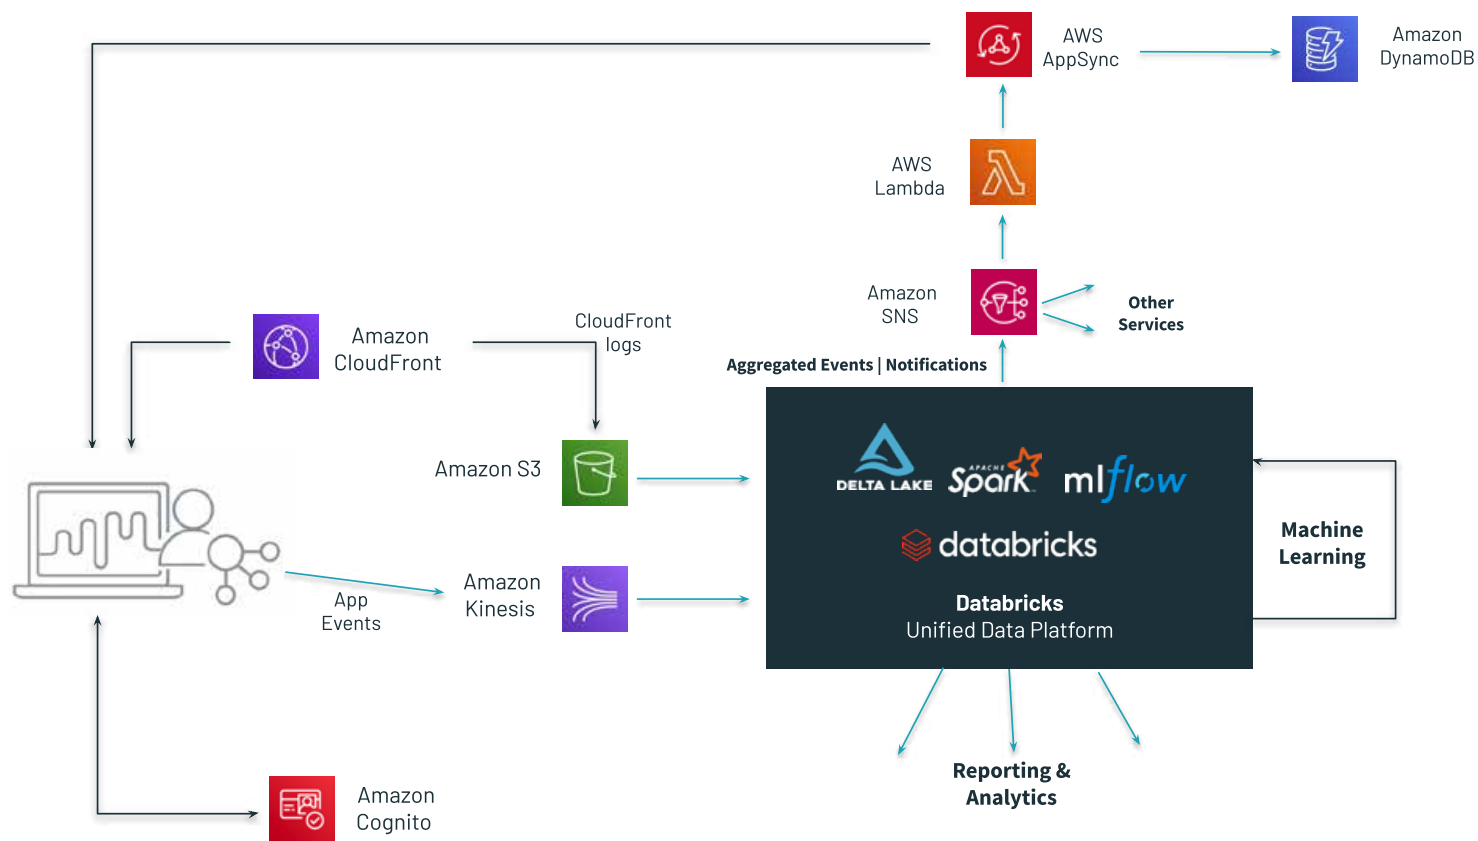 AWS
AppSync
Amazon
DynamoDB
AWS
Lambda
Amazon
SNS
Other
Services
Amazon
CloudFront
CloudFront
logs
Aggregated Events | Notifications
Amazon S3
DELTA LAKE
APACHE
Spark
mlflow
databricks
Databricks
Unified Data Platform
Machine
Learning
App
Events
Amazon
Kinesis
Reporting &
Analytics
Amazon
Cognito